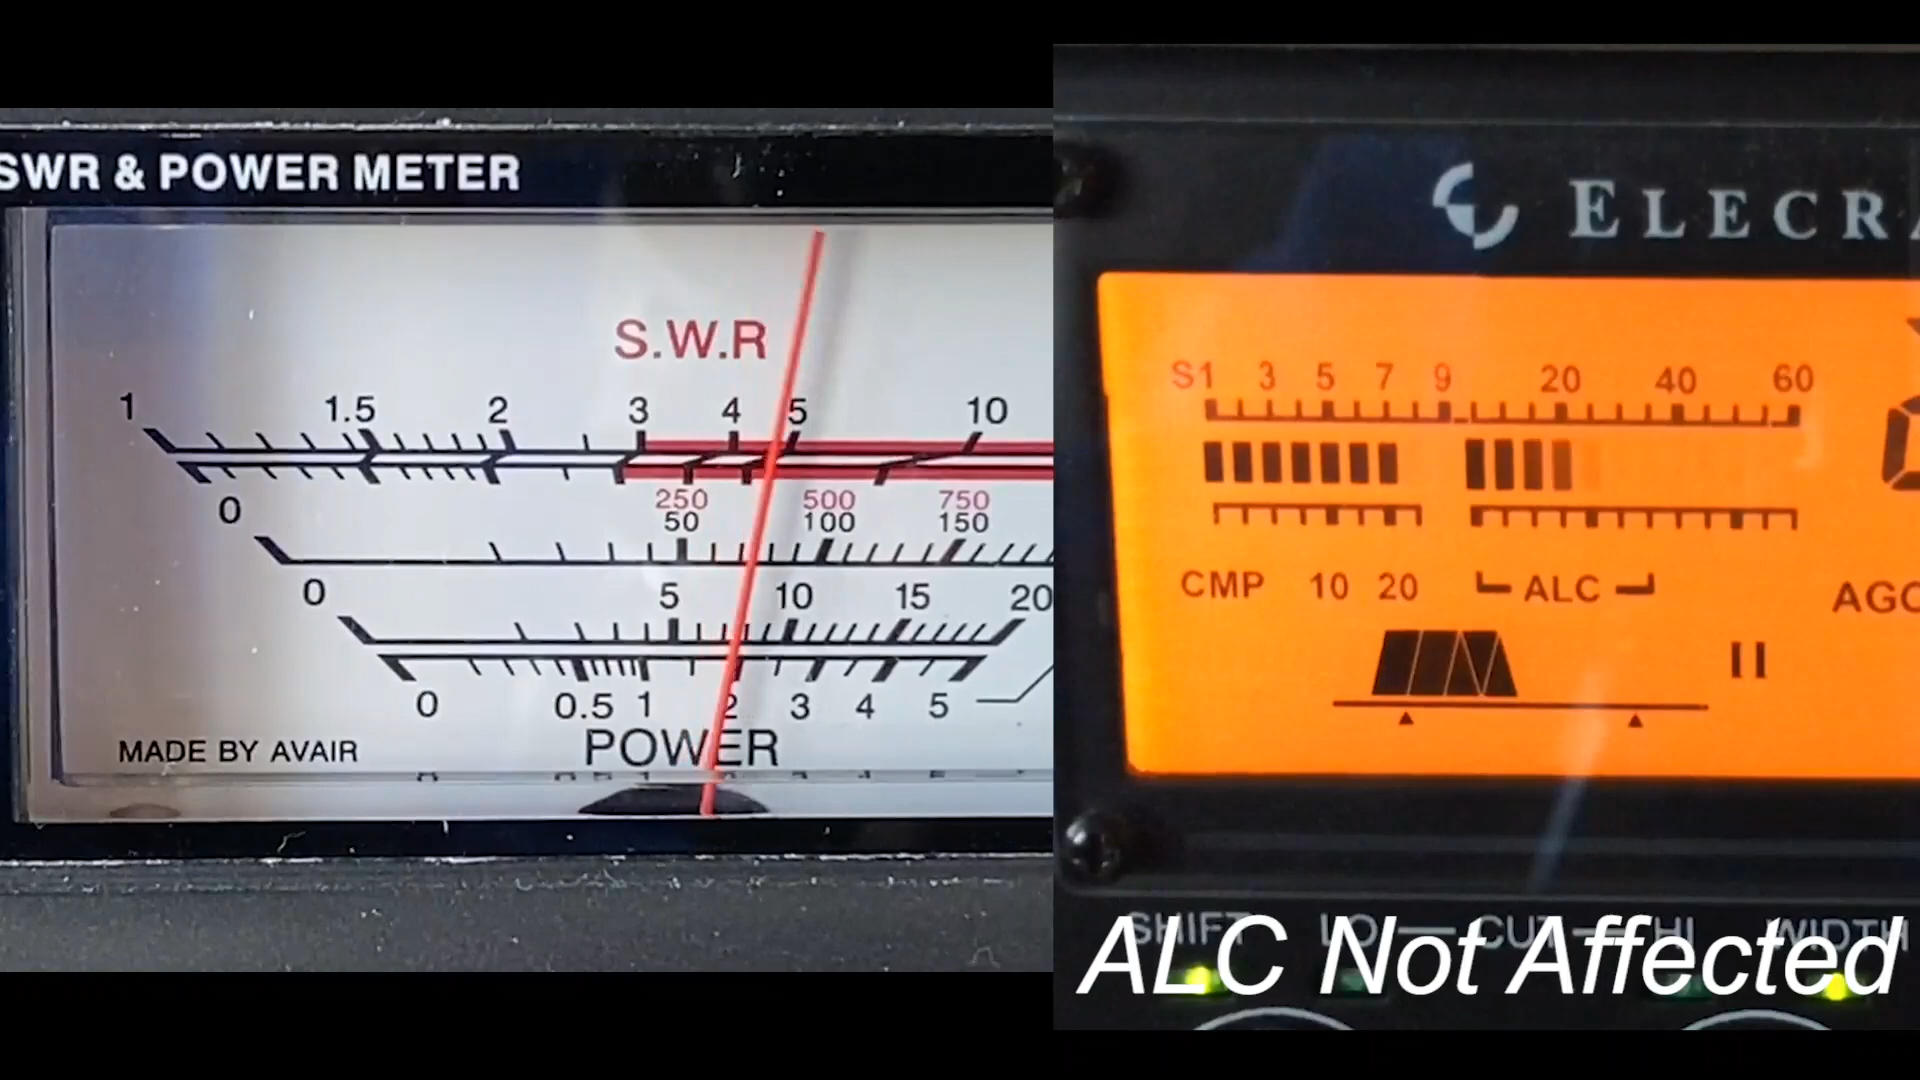 SWR & POWER METER
S.W.R
1 1.5 2 3 4 5 10
250 500 750
0 50 100 150
0 5 10 15 20
0 0.5 1 2 3 4 5
POWER
MADE BY AVAIR
ELECR
S1 3 5 7 9 20 40 60
CMP 10 20 ALC
AGC
SHIFT LO CUT HI WIDTH
ALC Not Affected